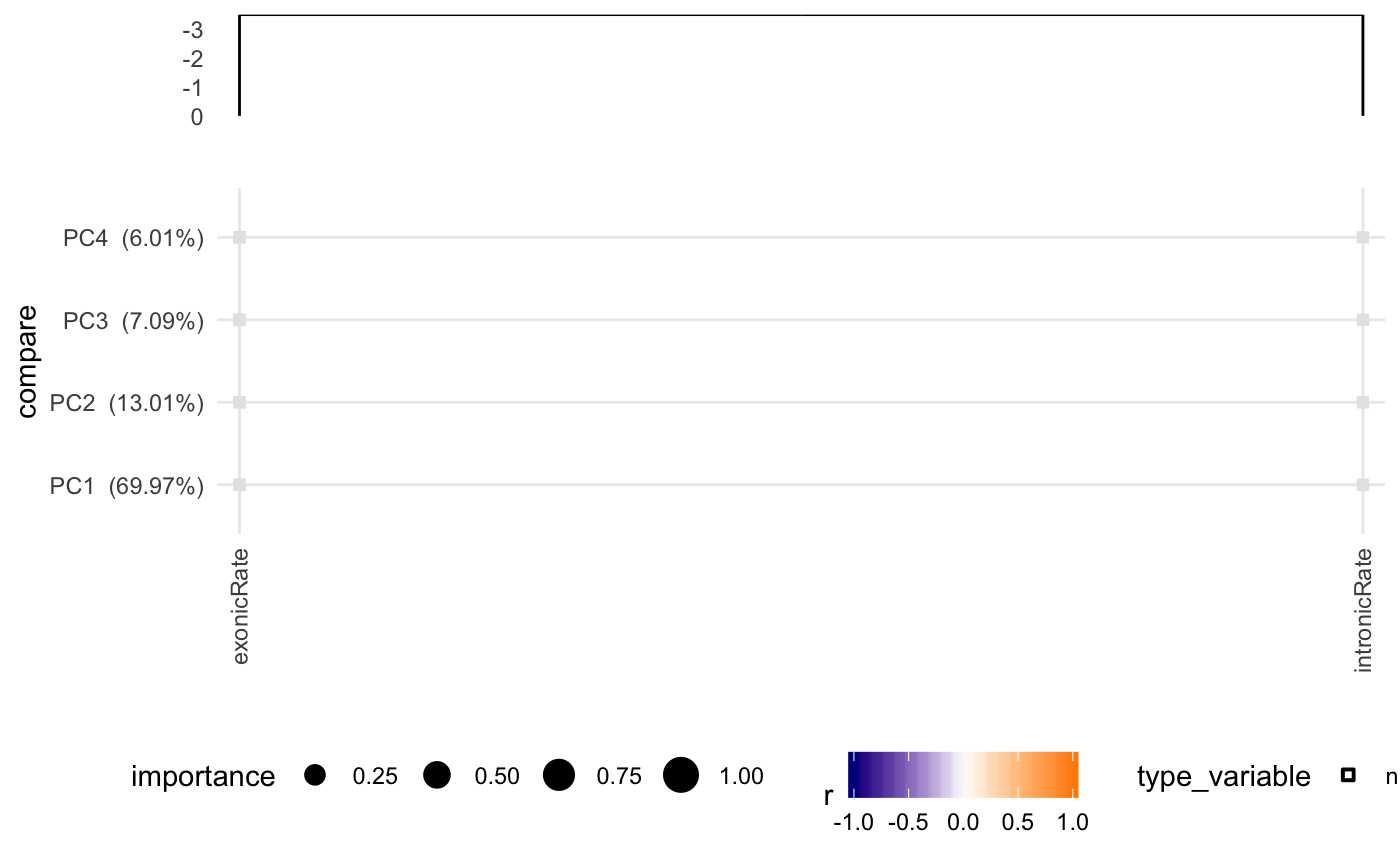 -3
-2
-1
0
compare
PC4 (6.01%)
PC3 (7.09%)
PC2 (13.01%)
PC1 (69.97%)
exonicRate
intronicRate
importance 0.25 0.50 0.75 1.00
r
-1.0 -0.5 0.0 0.5 1.0
type_variable n